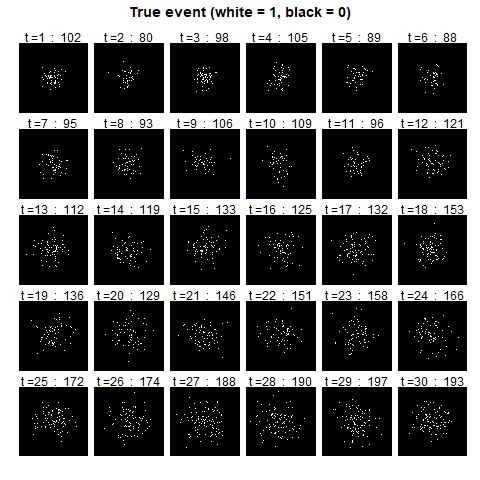 True event (white = 1, black = 0)
t=1 : 102 t=2 : 80 t=3 : 98 t=4 : 105 t=5 : 89 t=6 : 88
t=7 : 95 t=8 : 93 t=9 : 106 t=10 : 109 t=11 : 96 t=12 : 121
t=13 : 112 t=14 : 119 t=15 : 133 t=16 : 125 t=17 : 132 t=18 : 153
t=19 : 136 t=20 : 129 t=21 : 146 t=22 : 151 t=23 : 158 t=24 : 166
t=25 : 172 t=26 : 174 t=27 : 188 t=28 : 190 t=29 : 197 t=30 : 193